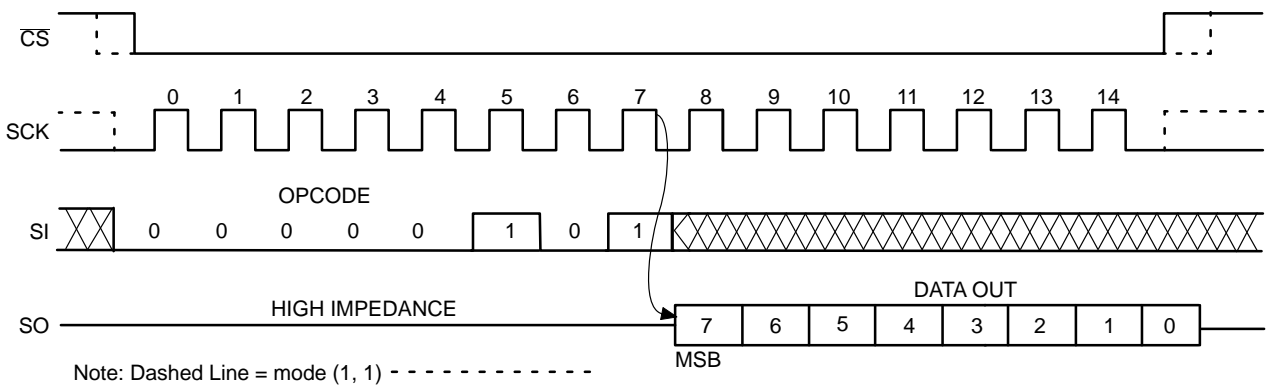 CS
0 1 2 3 4 5 6 7 8 9 10 11 12 13 14
SCK
OPCODE
SI 0 0 0 0 0 1 0 1
DATA OUT
HIGH IMPEDANCE
SO 7 6 5 4 3 2 1 0
MSB
Note: Dashed Line = mode (1, 1)